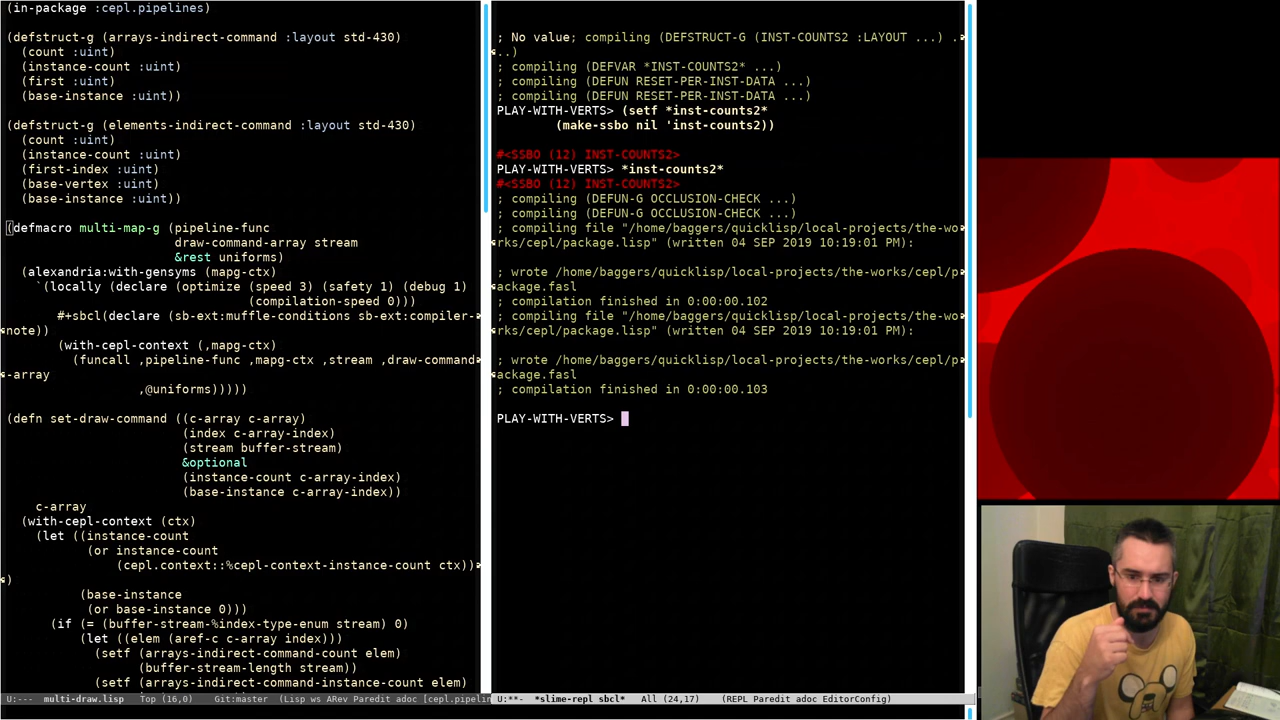 (in-package :cepl.pipelines)
(defstruct-g (arrays-indirect-command :layout std-430)
(count :uint)
(instance-count :uint)
(first :uint)
(base-instance :uint))
(defstruct-g (elements-indirect-command :layout std-430)
(count :uint)
(instance-count :uint)
(first-index :uint)
(base-vertex :uint)
(base-instance :uint))
(defmacro multi-map-g (pipeline-func
draw-command-array stream
&rest uniforms)
(alexandria:with-gensyms (mapg-ctx)
`(locally (declare (optimize (speed 3) (safety 1) (debug 1)
(compilation-speed 0)))
#+sbcl(declare (sb-ext:muffle-conditions sb-ext:compiler-
note))
(with-cepl-context (,mapg-ctx)
(funcall ,pipeline-func ,mapg-ctx ,stream ,draw-command
-array
,@uniforms)))))
(defn set-draw-command ((c-array c-array)
(index c-array-index)
(stream buffer-stream)
&optional
(instance-count c-array-index)
(base-instance c-array-index))
c-array
(with-cepl-context (ctx)
(let ((instance-count
(or instance-count
(cepl.context::%cepl-context-instance-count ctx))
)
(base-instance
(or base-instance 0)))
(if (= (buffer-stream-%index-type-enum stream) 0)
(let ((elem (aref-c c-array index)))
(setf (arrays-indirect-command-count elem)
(buffer-stream-length stream))
(setf (arrays-indirect-command-instance-count elem)
U:--- multi-draw.lisp Top (16,0) Git:master (Lisp ws ARev Paredit adoc [cepl.pipelin
; No value; compiling (DEFSTRUCT-G (INST-COUNTS2 :LAYOUT ...) .
..)
; compiling (DEFVAR *INST-COUNTS2* ...)
; compiling (DEFUN RESET-PER-INST-DATA ...)
; compiling (DEFUN RESET-PER-INST-DATA ...)
PLAY-WITH-VERTS> (setf *inst-counts2*
(make-ssbo nil 'inst-counts2))
#<SSBO (12) INST-COUNTS2>
PLAY-WITH-VERTS> *inst-counts2*
#<SSBO (12) INST-COUNTS2>
; compiling (DEFUN-G OCCLUSION-CHECK ...)
; compiling (DEFUN-G OCCLUSION-CHECK ...)
; compiling file "/home/baggers/quicklisp/local-projects/the-wo
rks/cepl/package.lisp" (written 04 SEP 2019 10:19:01 PM):
; wrote /home/baggers/quicklisp/local-projects/the-works/cepl/p
ackage.fasl
; compilation finished in 0:00:00.102
; compiling file "/home/baggers/quicklisp/local-projects/the-wo
rks/cepl/package.lisp" (written 04 SEP 2019 10:19:01 PM):
; wrote /home/baggers/quicklisp/local-projects/the-works/cepl/p
ackage.fasl
; compilation finished in 0:00:00.103
PLAY-WITH-VERTS>
U:**- *slime-repl sbcl* All (24,17) (REPL Paredit adoc EditorConfig)